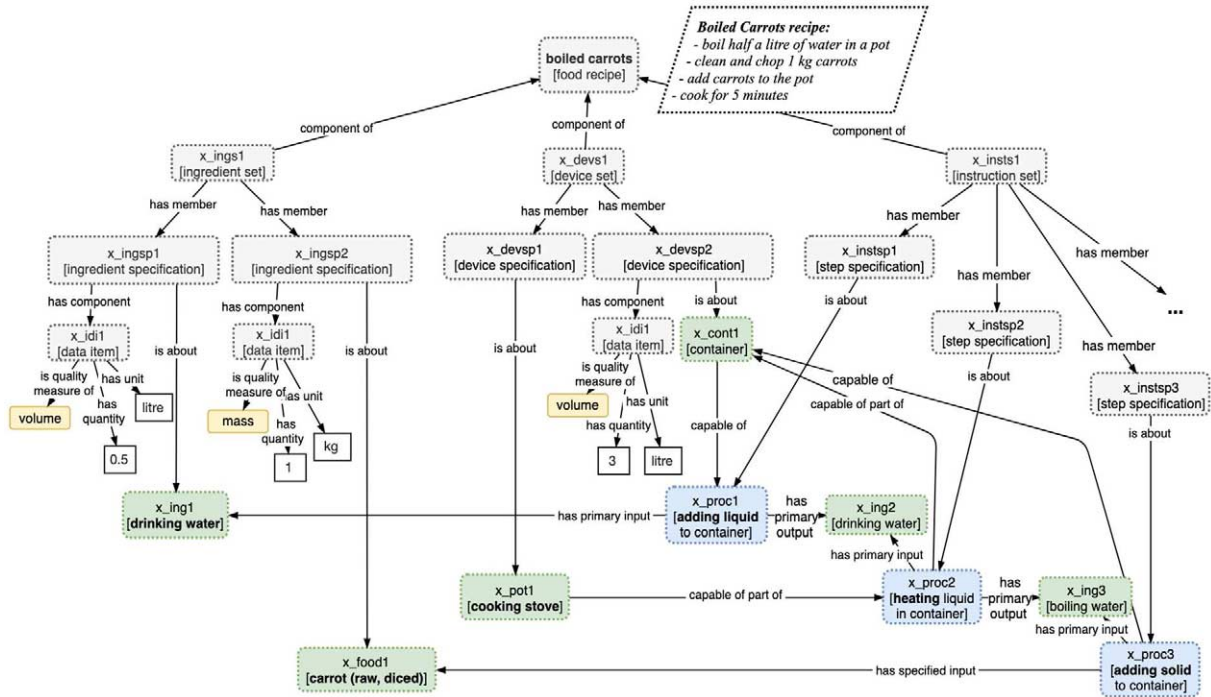 Boiled Carrots recipe:
- boil half a litre of water in a pot
- clean and chop 1 kg carrots
- add carrots to the pot
- cook for 5 minutes
boiled carrots
[food recipe]
component of
component of
component of
x_ings1
[ingredient set]
x_devs1
[device set]
x_insts1
[instruction set]
has member
has member
has member
has member
has member
has member
has member
has member
x_ingsp1
[ingredient specification]
x_ingsp2
[ingredient specification]
x_devsp1
[device specification]
x_devsp2
[device specification]
x_instsp1
[step specification]
...
has component
has component
has component
is about
is about
x_idi1
[data item]
x_idi1
[data item]
x_idi1
[data item]
x_cont1
[container]
x_instsp2
[step specification]
is about
is about
is about
is quality
measure of
has unit
has
quantity
is quality
measure of
has unit
has
quantity
is quality
measure of
has unit
has quantity
is about
capable of
capable of part of
x_instsp3
[step specification]
volume
litre
0.5
mass
kg
1
volume
3
litre
capable of
is about
x_ing1
[drinking water]
has primary input
x_proc1
[adding liquid
to container]
has
primary
output
x_ing2
[drinking water]
has primary input
x_pot1
[cooking stove]
capable of part of
x_proc2
[heating liquid
in container]
has
primary
output
x_ing3
[boiling water]
has primary input
x_food1
[carrot (raw, diced)]
has specified input
x_proc3
[adding solid
to container]